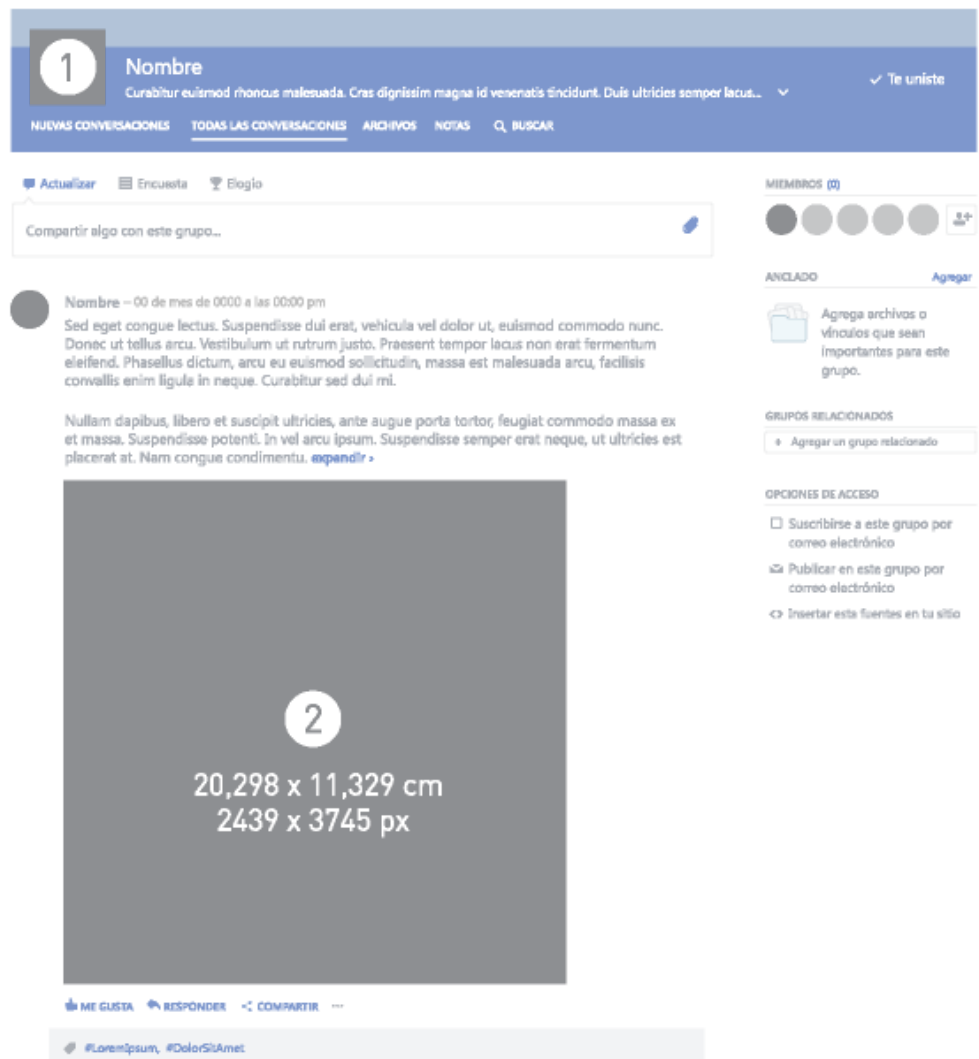 1
Nombre
Curabitur euismod rhoncus malesuada. Cras dignissim magna id venenatis tincidunt. Duis ultricies semper lacus...
✓ Te uniste
NUEVAS CONVERSACIONES TODAS LAS CONVERSACIONES ARCHIVOS NOTAS BUSCAR
Actualizar Encuesta Elogio
Compartir algo con este grupo...
Nombre – 00 de mes de 0000 a las 00:00 pm
Sed eget congue lectus. Suspendisse dui erat, vehicula vel dolor ut, euismod commodo nunc.
Donec ut tellus arcu. Vestibulum ut rutrum justo. Praesent tempor lacus non erat fermentum
eleifend. Phasellus dictum, arcu eu euismod sollicitudin, massa est malesuada arcu, facilisis
convallis enim ligula in neque. Curabitur sed dui mi.
Nullam dapibus, libero et suscipit ultricies, ante augue porta tortor, feugiat commodo massa ex
et massa. Suspendisse potenti. In vel arcu ipsum. Suspendisse semper erat neque, ut ultricies est
placerat at. Nam congue condimentu. expandir »
2
20,298 x 11,329 cm
2439 x 3745 px
ME GUSTA RESPONDER COMPARTIR ···
#LoremIpsum, #DolorSitAmet
MIEMBROS (0)
ANCLADO Agregar
Agrega archivos o
vínculos que sean
importantes para este
grupo.
GRUPOS RELACIONADOS
+ Agregar un grupo relacionado
OPCIONES DE ACCESO
Suscribirse a este grupo por
correo electrónico
Publicar en este grupo por
correo electrónico
Insertar esta fuentes en tu sitio